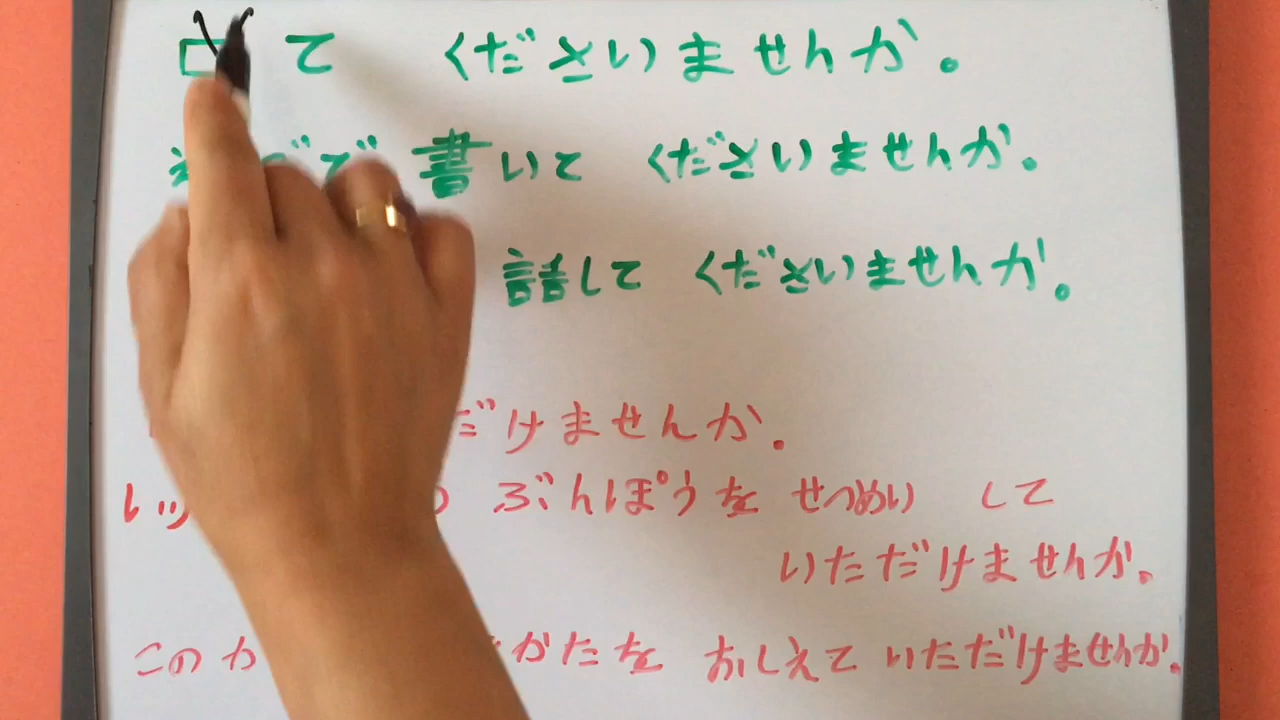 V て くださいませんか。
書いて くださいませんか。
話して くださいませんか。
だけませんか。
ぶんぽうを せつめい して
いただけませんか。
この かたを おしえて いただけませんか。